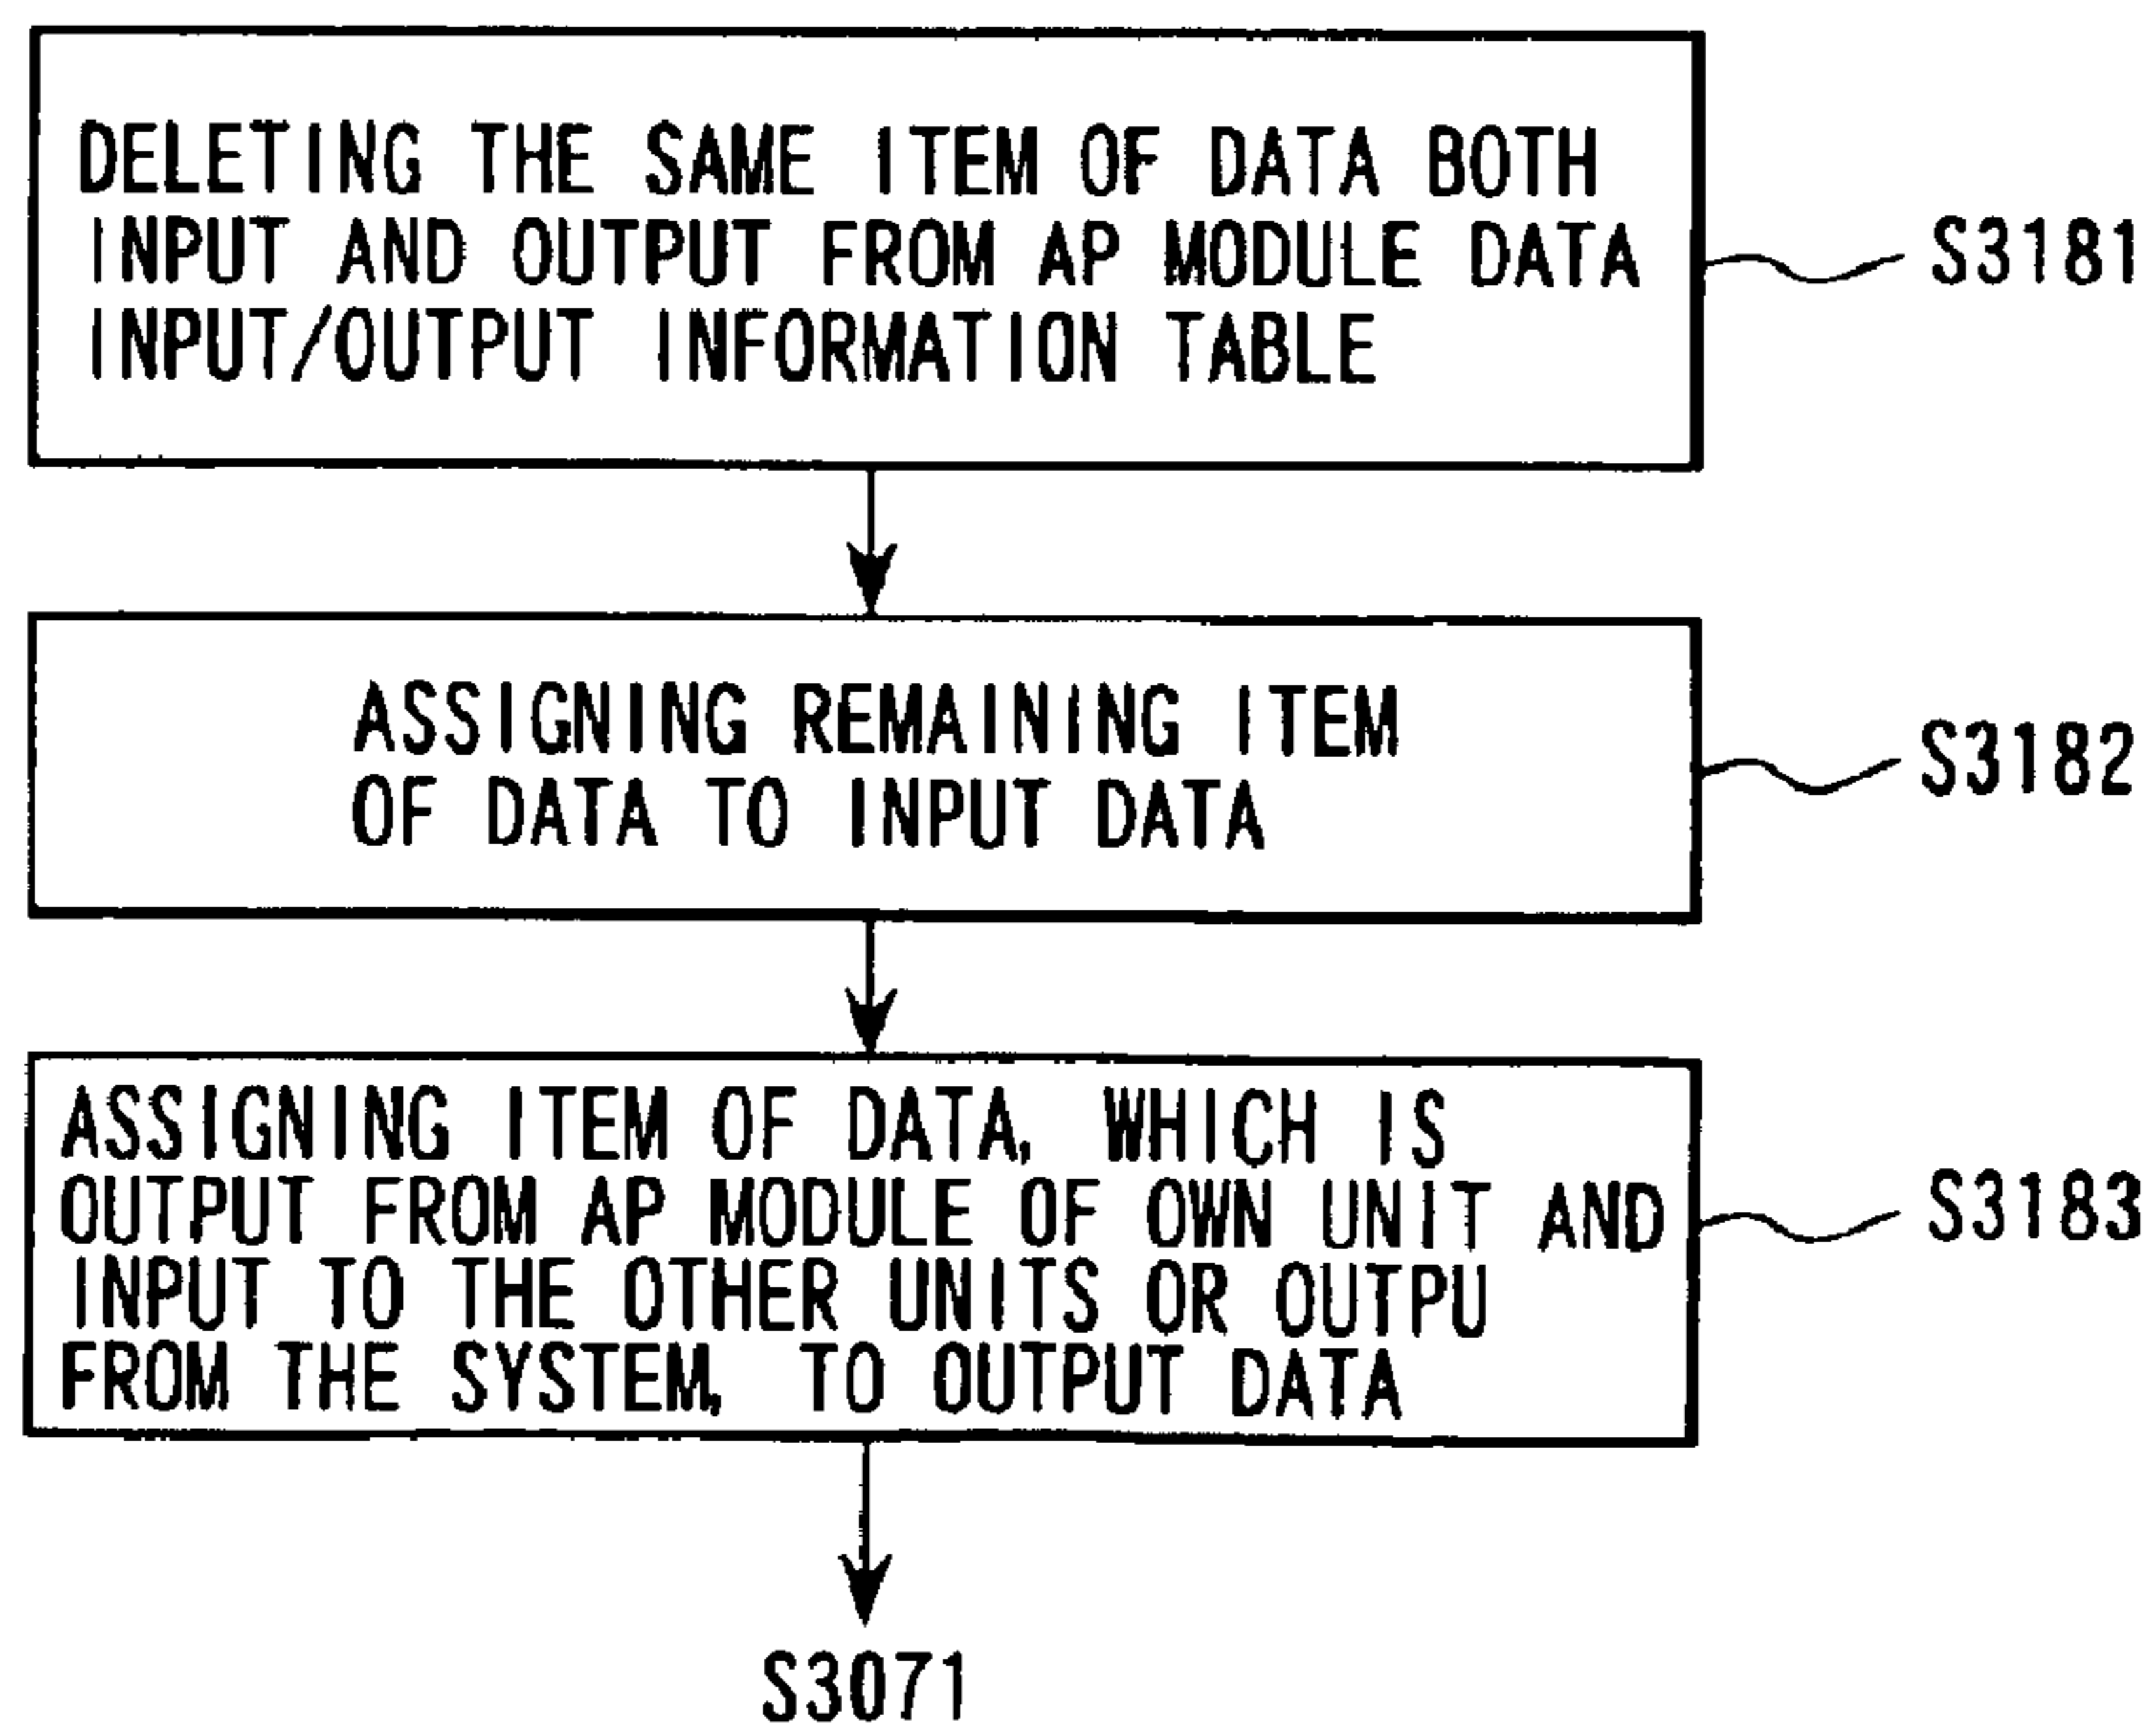 DELETING THE SAME ITEM OF DATA BOTH
INPUT AND OUTPUT FROM AP MODULE DATA
INPUT/OUTPUT INFORMATION TABLE
S3181
ASSIGNING REMAINING ITEM
OF DATA TO INPUT DATA
S3182
ASSIGNING ITEM OF DATA, WHICH IS
OUTPUT FROM AP MODULE OF OWN UNIT AND
INPUT TO THE OTHER UNITS OR OUTPU
FROM THE SYSTEM, TO OUTPUT DATA
S3183
S3071